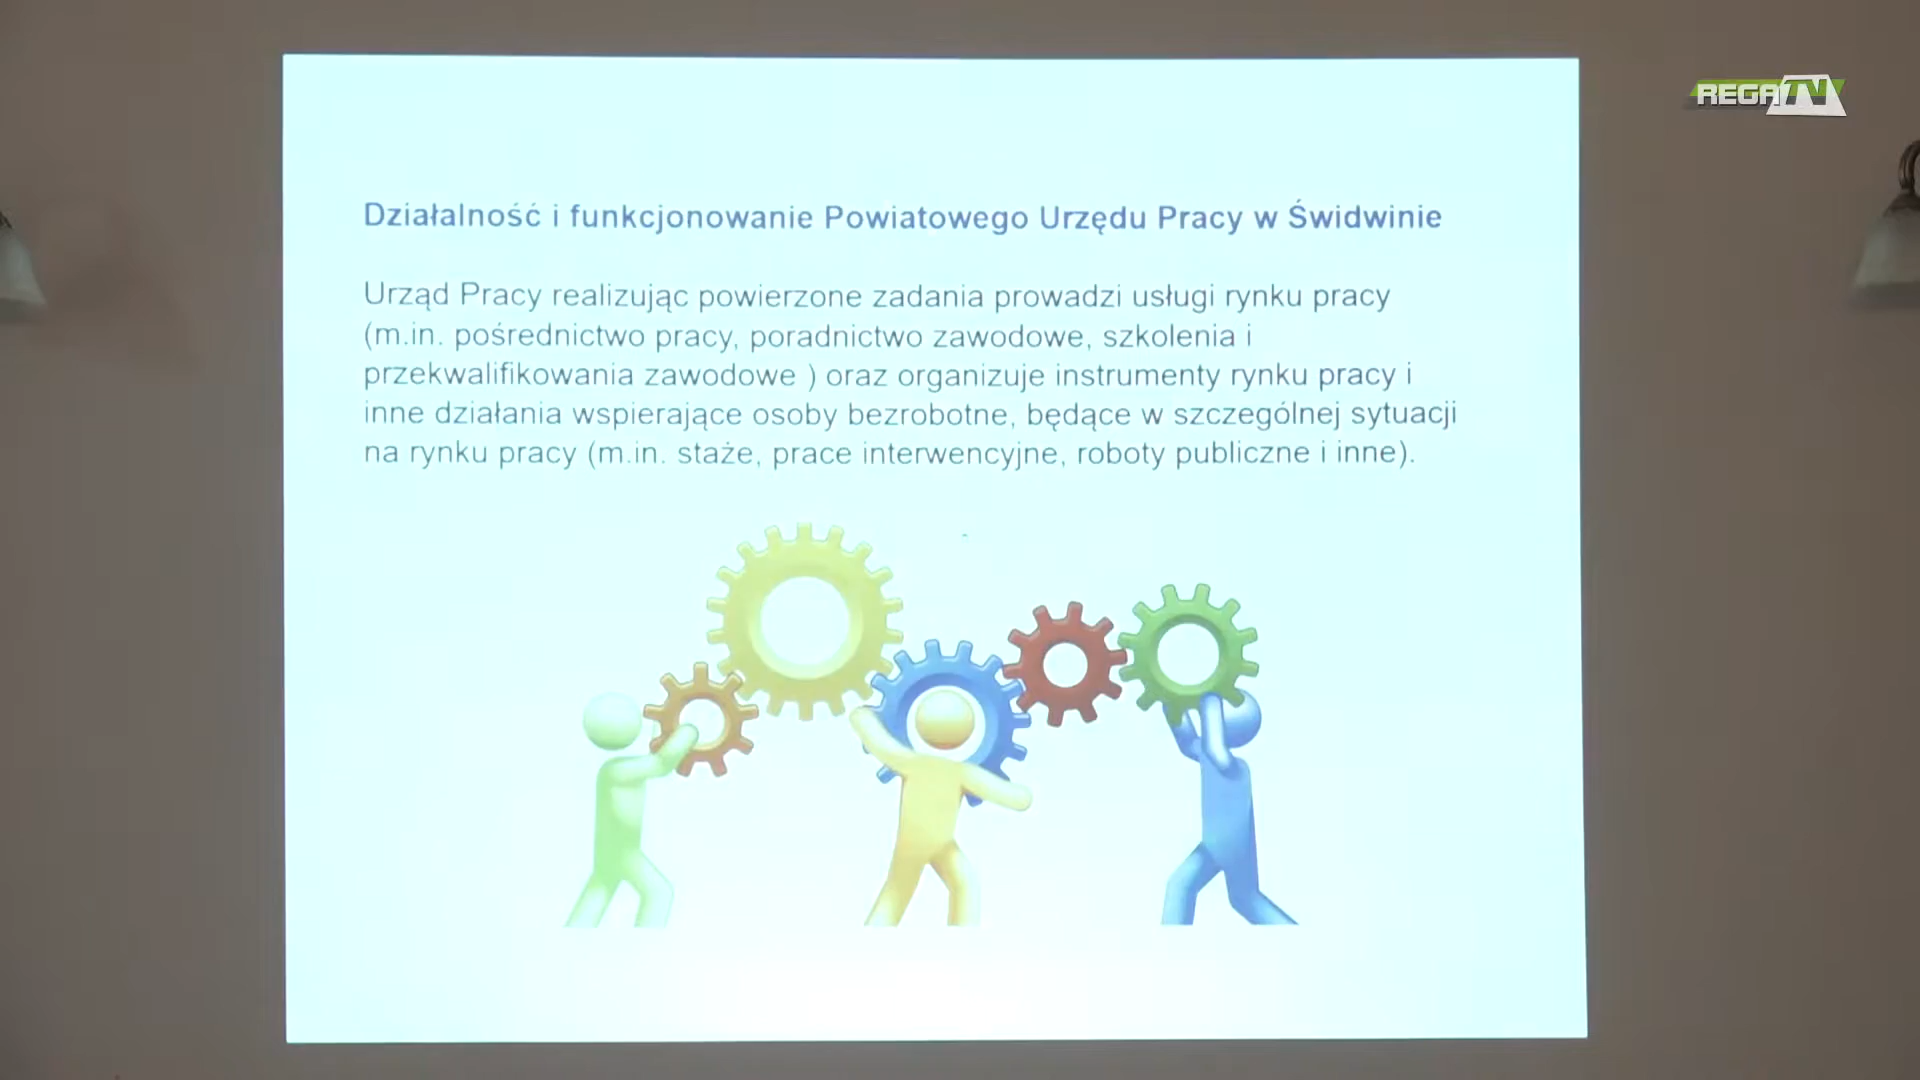 REGA TV
Działalność i funkcjonowanie Powiatowego Urzędu Pracy w Świdwinie
Urząd Pracy realizując powierzone zadania prowadzi usługi rynku pracy
(m.in. pośrednictwo pracy, poradnictwo zawodowe, szkolenia i
przekwalifikowania zawodowe ) oraz organizuje instrumenty rynku pracy i
inne działania wspierające osoby bezrobotne, będące w szczególnej sytuacji
na rynku pracy (m.in. staże, prace interwencyjne, roboty publiczne i inne).